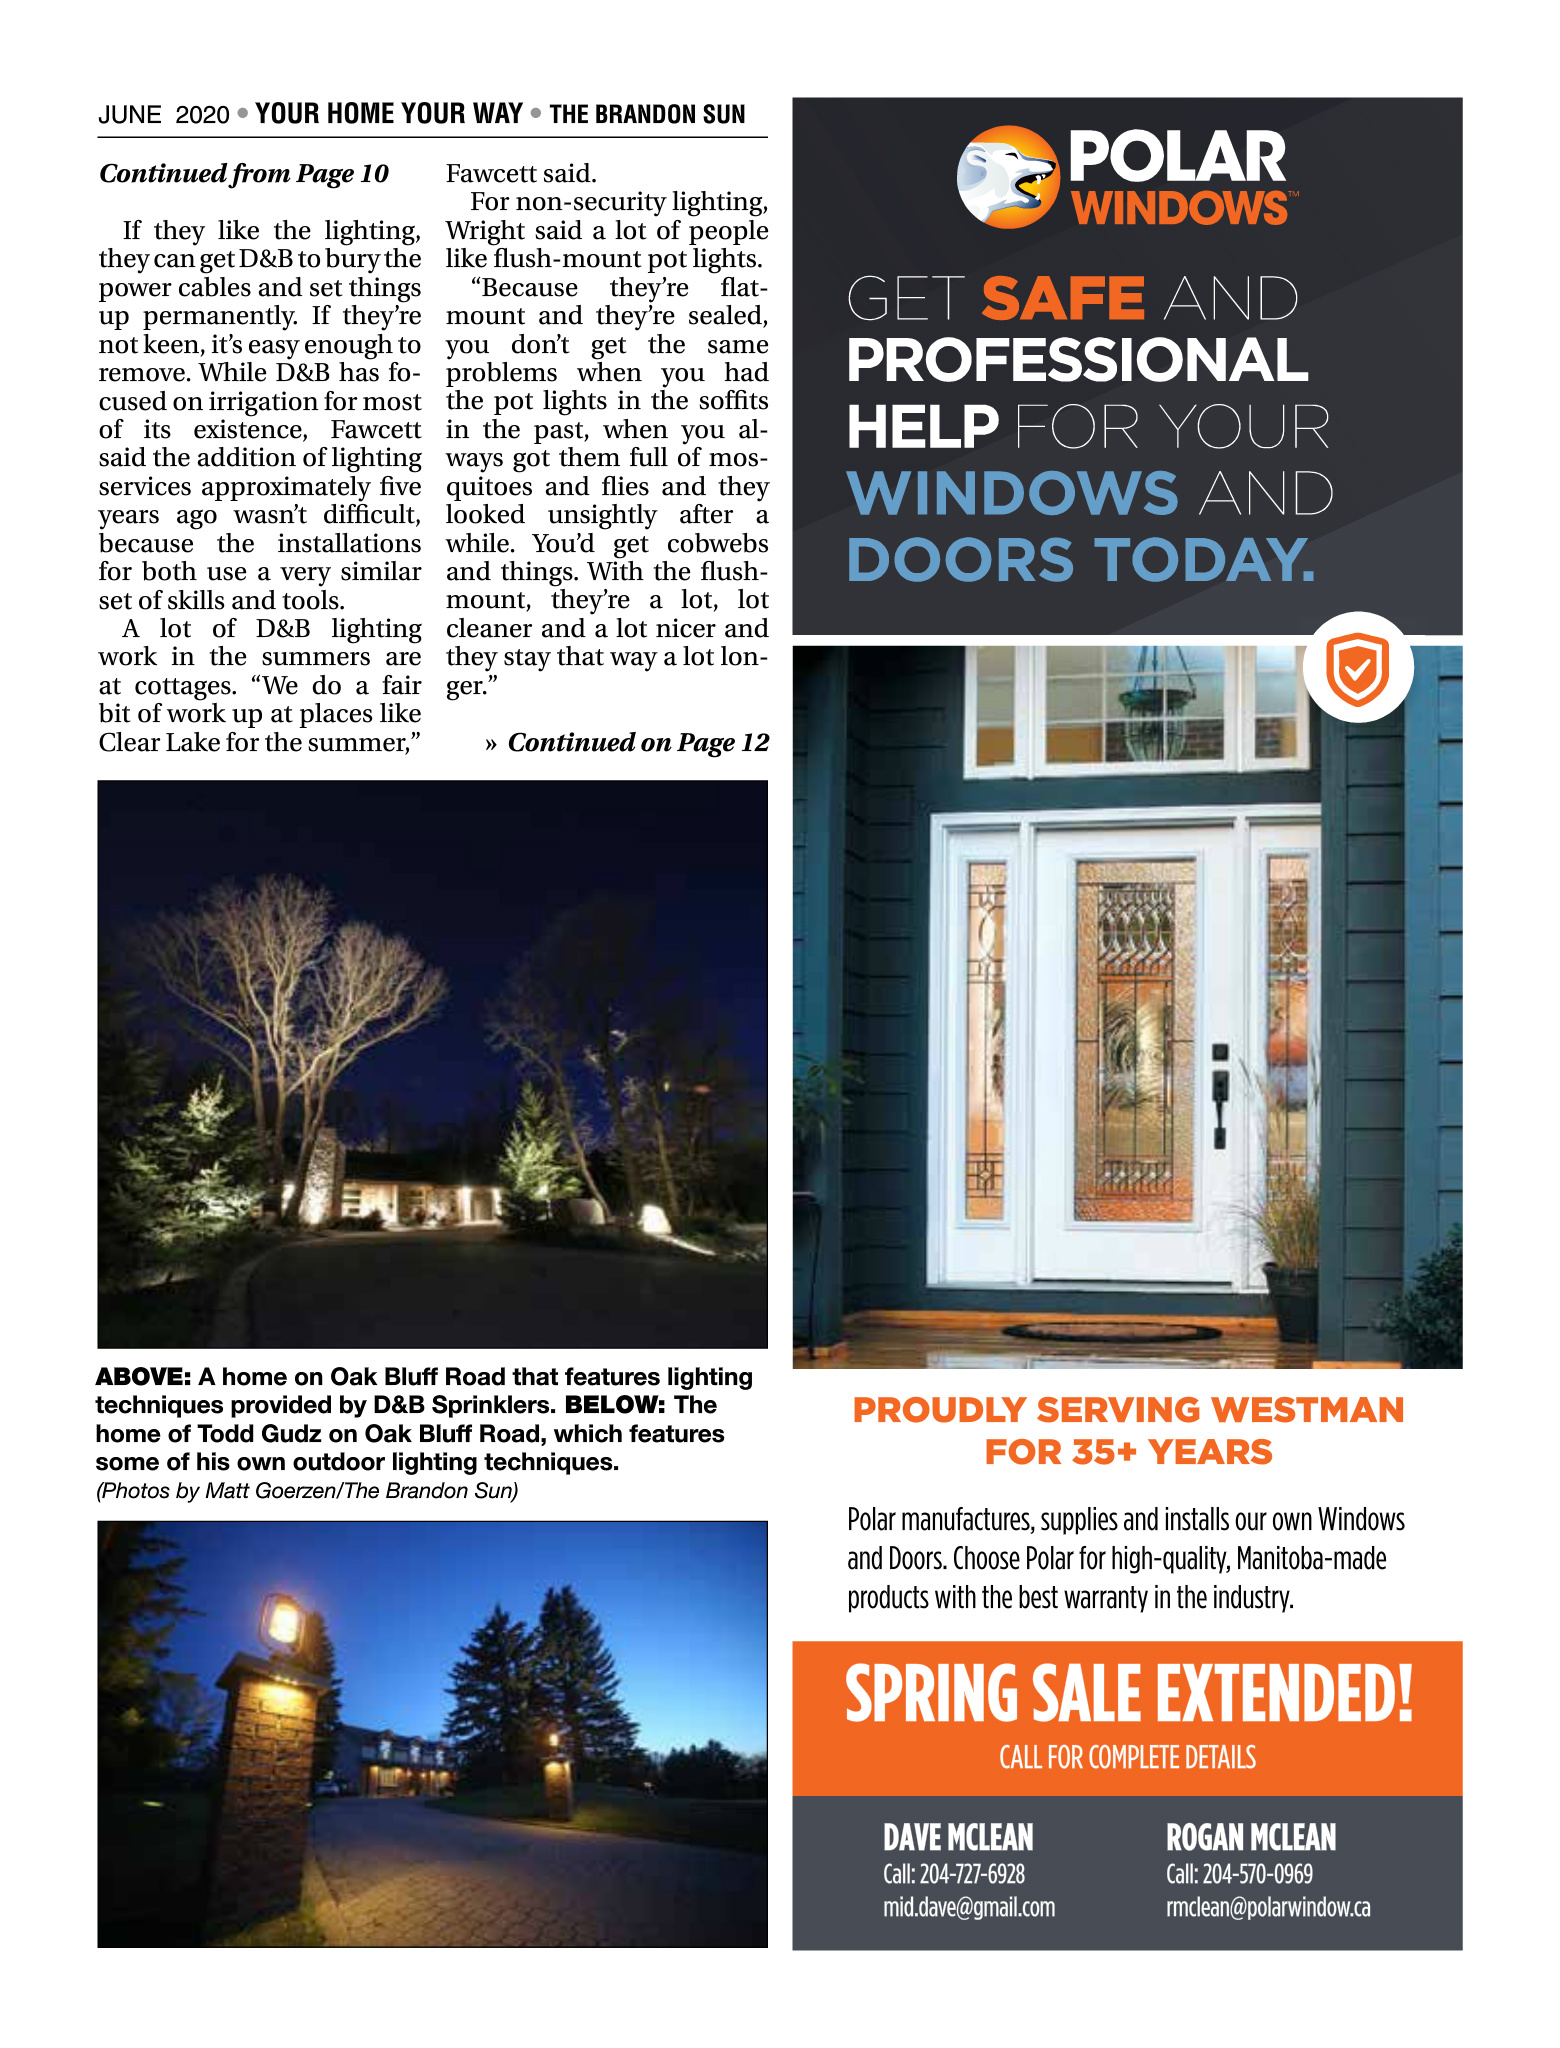 JUNE 2020 • YOUR HOME YOUR WAY • THE BRANDON SUN
Continued from Page 10
If they like the lighting,
they can get D&B to bury the
power cables and set things
up permanently. If they're
not keen, it's easy enough to
remove. While D&B has fo-
cused on irrigation for most
of its existence, Fawcett
said the addition of lighting
services approximately five
years ago wasn't difficult,
because the installations
for both use a very similar
set of skills and tools.
A lot of D&B lighting
work in the summers are
at cottages. “We do a fair
bit of work up at places like
Clear Lake for the summer,”
Fawcett said.
For non-security lighting,
Wright said a lot of people
like flush-mount pot lights.
“Because they're flat-
mount and they're sealed,
you don't get the same
problems when you had
the pot lights in the soffits
in the past, when you al-
ways got them full of mos-
quitoes and flies and they
looked unsightly after a
while. You'd get cobwebs
and things. With the flush-
mount, they're a lot, lot
cleaner and a lot nicer and
they stay that way a lot lon-
ger.”
» Continued on Page 12
ABOVE: A home on Oak Bluff Road that features lighting
techniques provided by D&B Sprinklers. BELOW: The
home of Todd Gudz on Oak Bluff Road, which features
some of his own outdoor lighting techniques.
(Photos by Matt Goerzen/The Brandon Sun)
POLAR
WINDOWS™
GET SAFE AND
PROFESSIONAL
HELP FOR YOUR
WINDOWS AND
DOORS TODAY.
PROUDLY SERVING WESTMAN
FOR 35+ YEARS
Polar manufactures, supplies and installs our own Windows
and Doors. Choose Polar for high-quality, Manitoba-made
products with the best warranty in the industry.
SPRING SALE EXTENDED!
CALL FOR COMPLETE DETAILS
DAVE MCLEAN
Call: 204-727-6928
mid.dave@gmail.com
ROGAN MCLEAN
Call: 204-570-0969
rmclean@polarwindow.ca